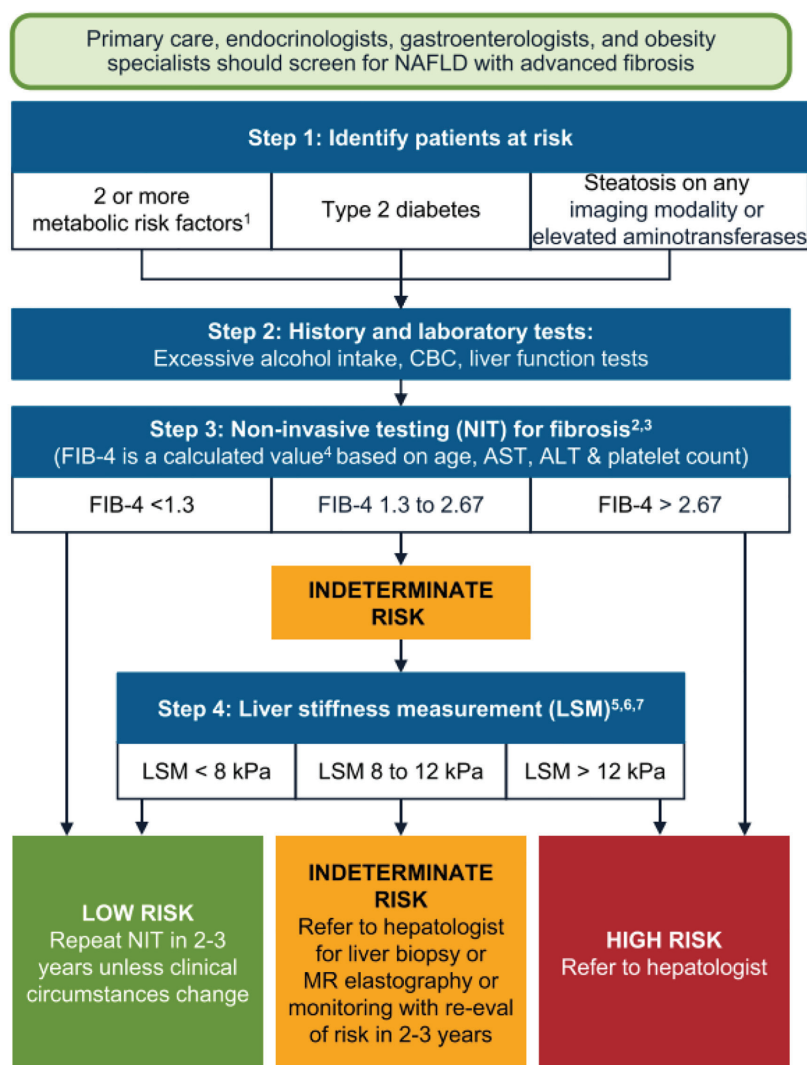 Primary care, endocrinologists, gastroenterologists, and obesity
specialists should screen for NAFLD with advanced fibrosis
Step 1: Identify patients at risk
2 or more
metabolic risk factors¹
Type 2 diabetes
Steatosis on any
imaging modality or
elevated aminotransferases
Step 2: History and laboratory tests:
Excessive alcohol intake, CBC, liver function tests
Step 3: Non-invasive testing (NIT) for fibrosis²,³
(FIB-4 is a calculated value⁴ based on age, AST, ALT & platelet count)
FIB-4 <1.3
FIB-4 1.3 to 2.67
FIB-4 > 2.67
INDETERMINATE
RISK
Step 4: Liver stiffness measurement (LSM)⁵,⁶,⁷
LSM < 8 kPa
LSM 8 to 12 kPa
LSM > 12 kPa
LOW RISK
Repeat NIT in 2-3
years unless clinical
circumstances change
INDETERMINATE
RISK
Refer to hepatologist
for liver biopsy or
MR elastography or
monitoring with re-eval
of risk in 2-3 years
HIGH RISK
Refer to hepatologist